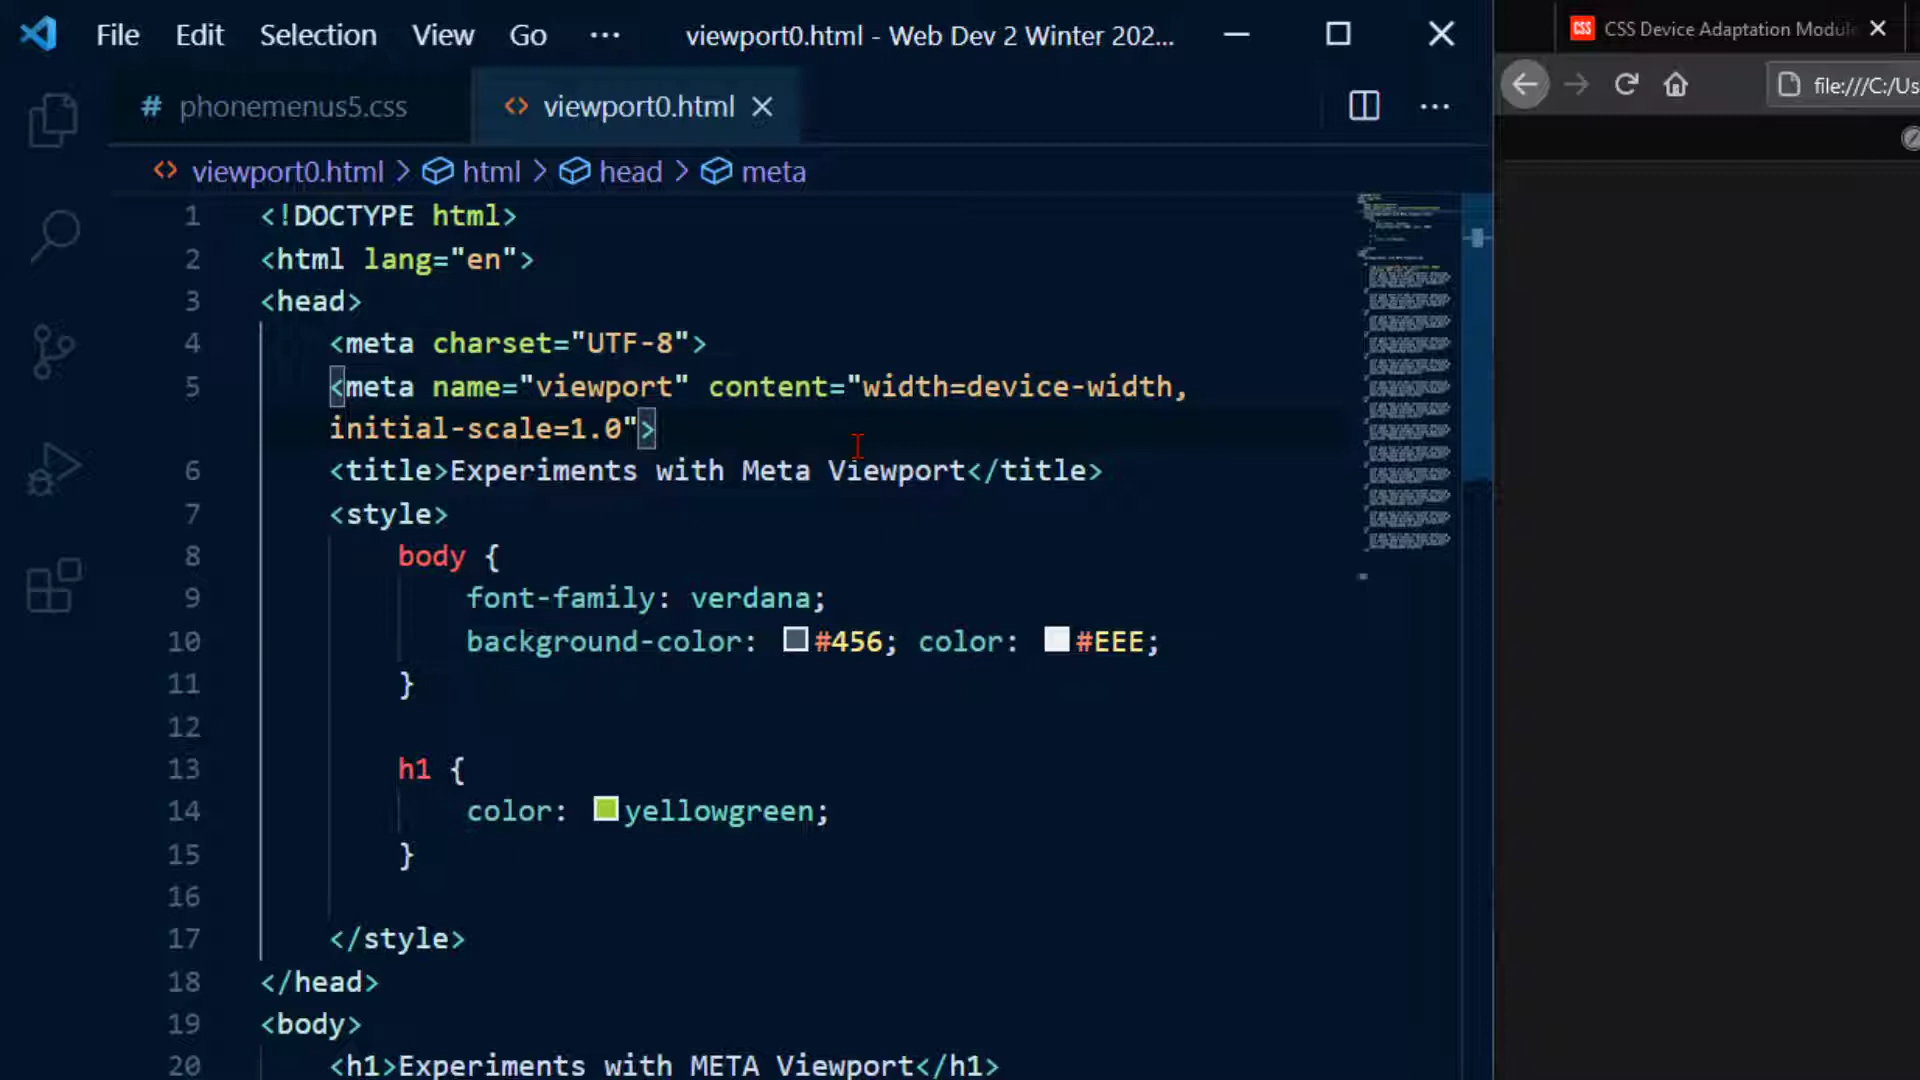 File Edit Selection View Go ··· viewport0.html - Web Dev 2 Winter 202...
CSS Device Adaptation Module
# phonemenus5.css
<> viewport0.html
file:///C:/Us
<> viewport0.html > html > head > meta
1 <!DOCTYPE html>
2 <html lang="en">
3 <head>
4 <meta charset="UTF-8">
5 <meta name="viewport" content="width=device-width,
initial-scale=1.0">
6 <title>Experiments with Meta Viewport</title>
7 <style>
8 body {
9 font-family: verdana;
10 background-color: #456; color: #EEE;
11 }
12
13 h1 {
14 color: yellowgreen;
15 }
16
17 </style>
18 </head>
19 <body>
20 <h1>Experiments with META Viewport</h1>